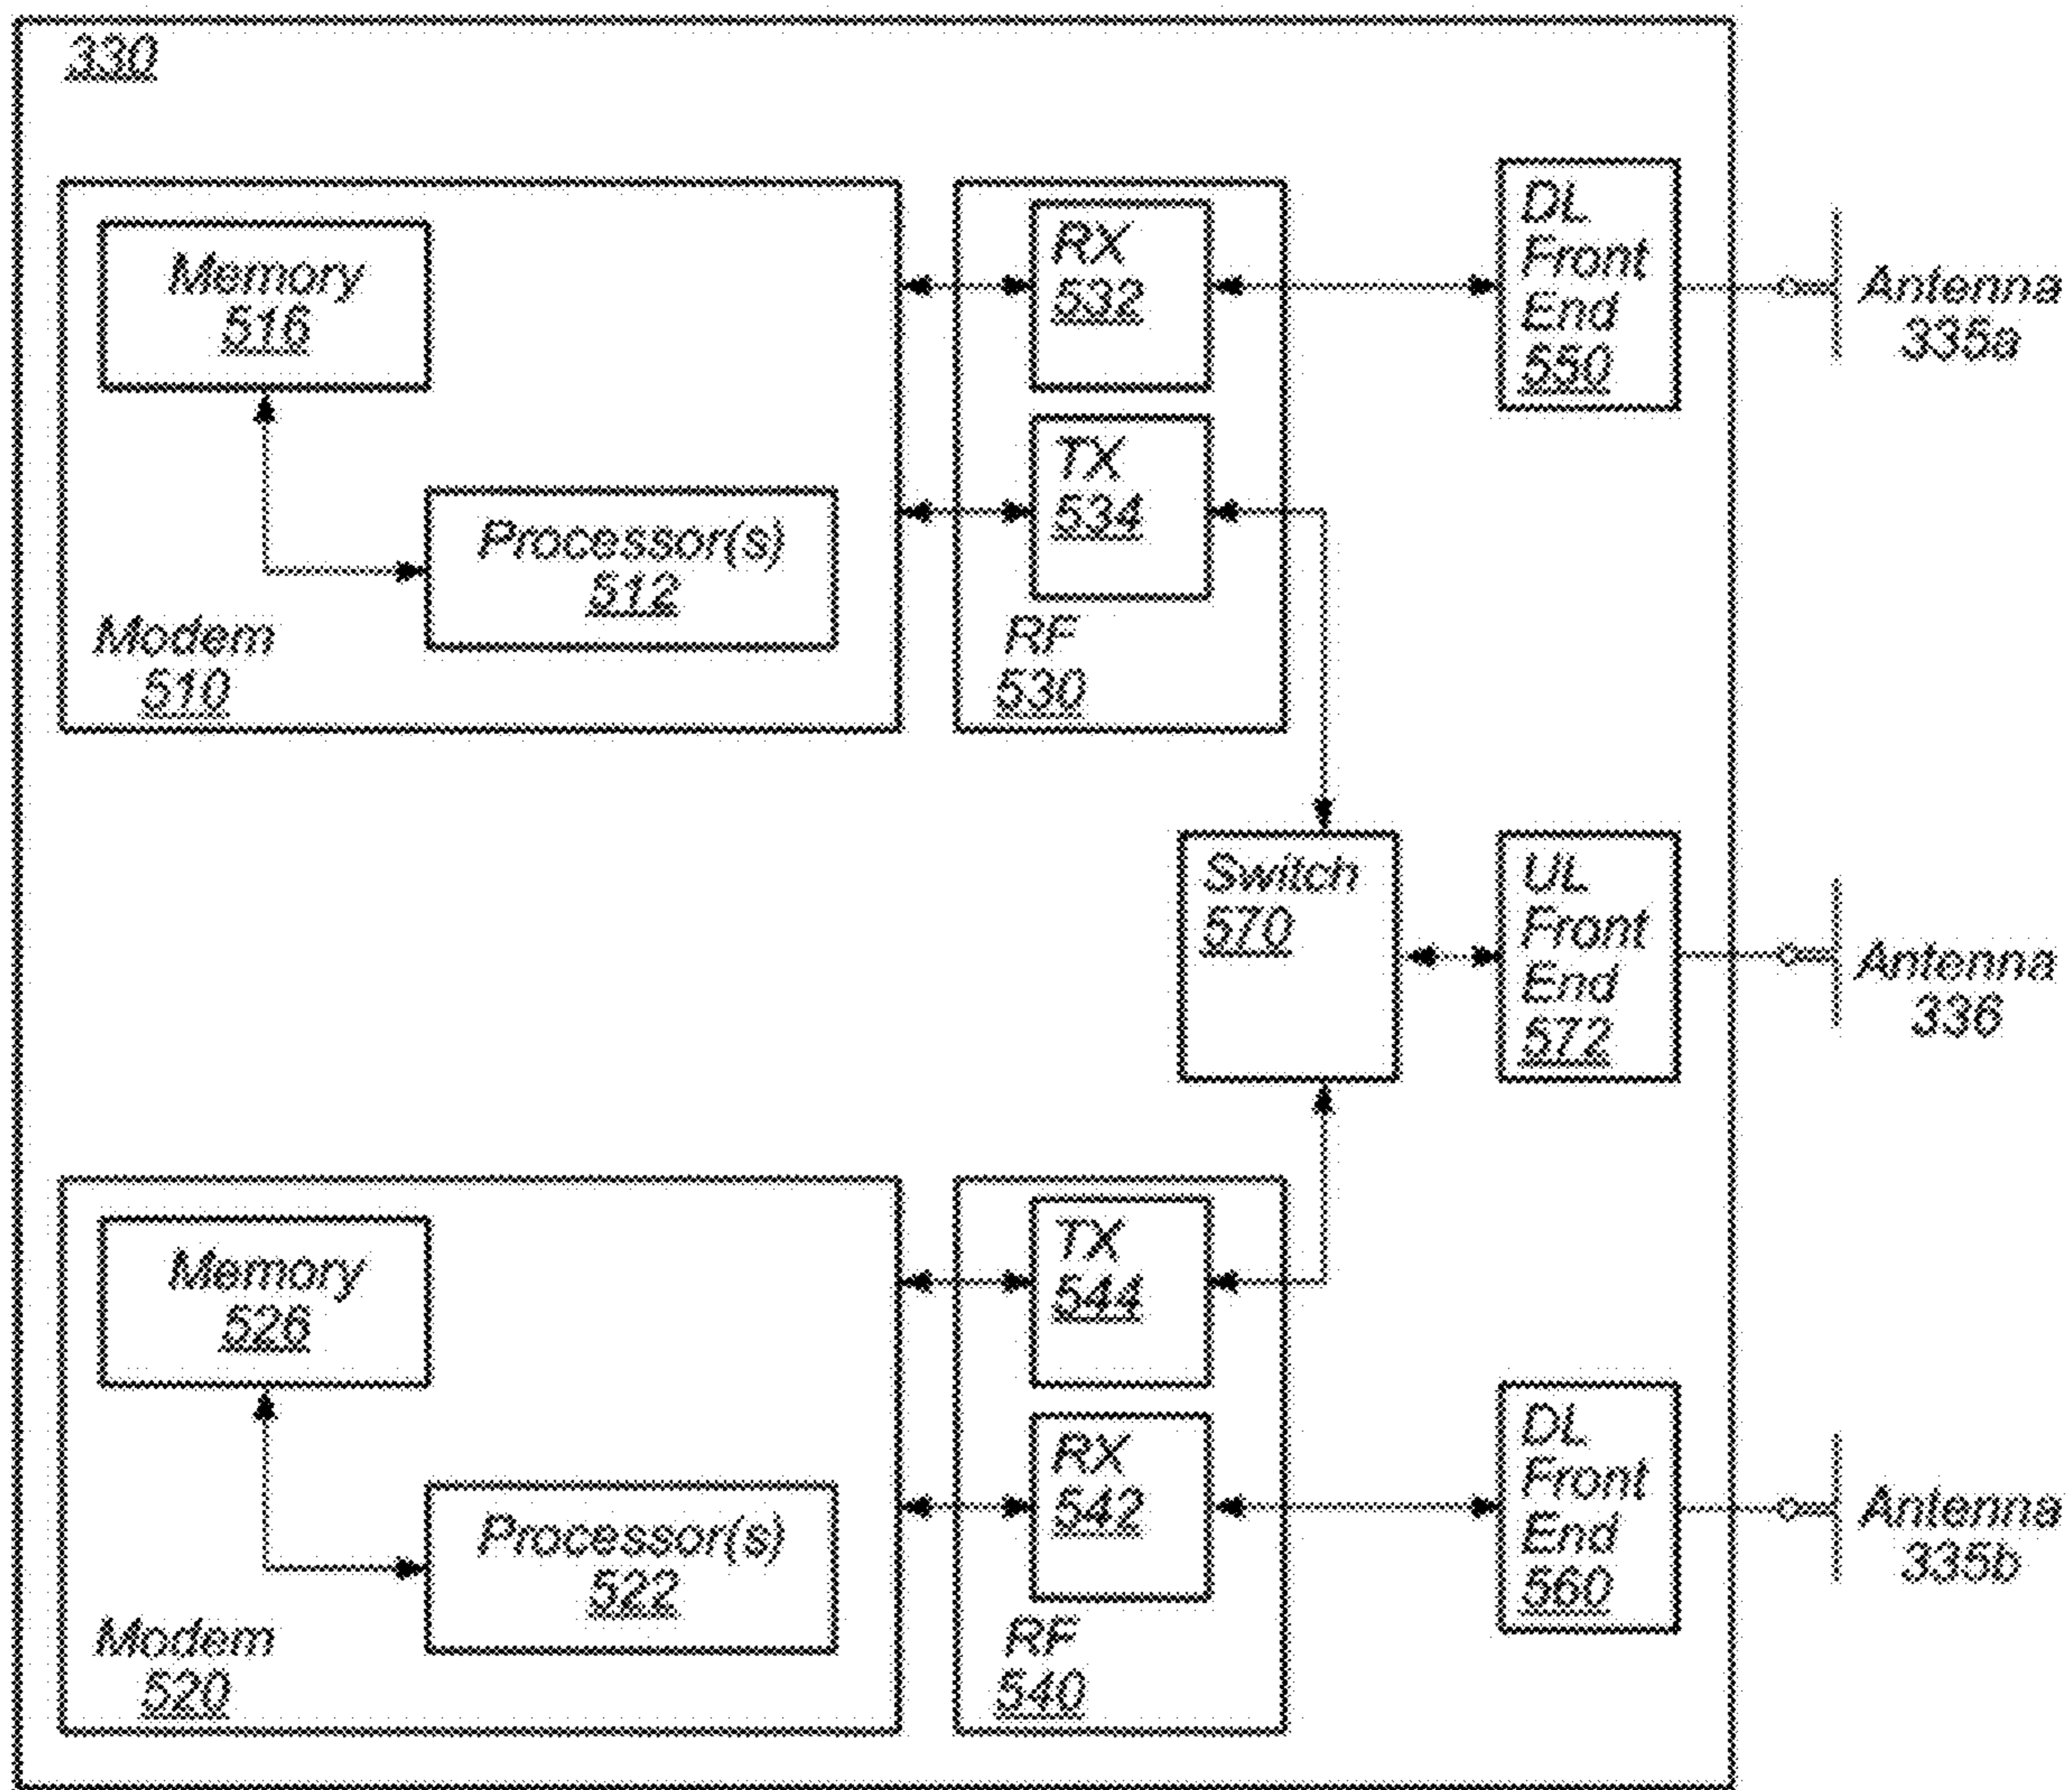 330
Memory
516
Processor(s)
512
Modem
510
RX
532
TX
534
RF
530
DL
Front
End
550
Antenna
335a
Switch
570
UL
Front
End
572
Antenna
336
Memory
526
Processor(s)
522
Modem
520
TX
544
RX
542
RF
540
DL
Front
End
560
Antenna
335b